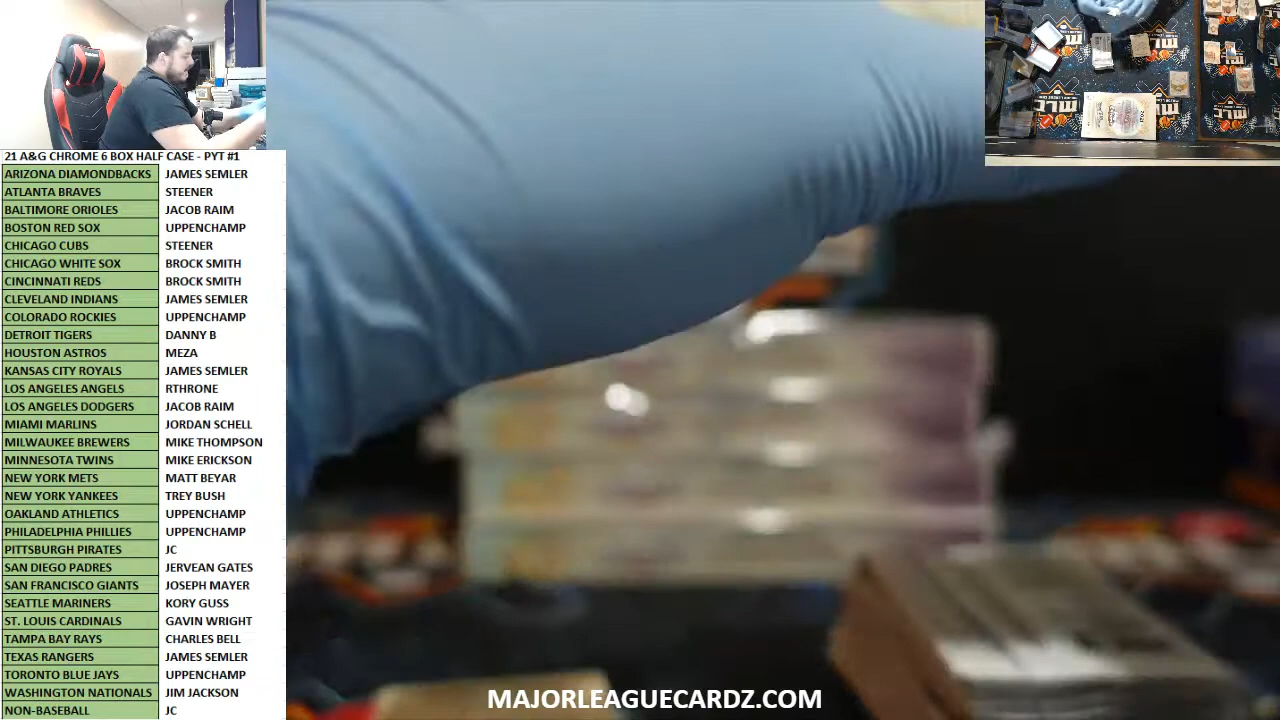 21 A&G CHROME 6 BOX HALF CASE - PYT #1
ARIZONA DIAMONDBACKS JAMES SEMLER
ATLANTA BRAVES STEENER
BALTIMORE ORIOLES JACOB RAIM
BOSTON RED SOX UPPENCHAMP
CHICAGO CUBS STEENER
CHICAGO WHITE SOX BROCK SMITH
CINCINNATI REDS BROCK SMITH
CLEVELAND INDIANS JAMES SEMLER
COLORADO ROCKIES UPPENCHAMP
DETROIT TIGERS DANNY B
HOUSTON ASTROS MEZA
KANSAS CITY ROYALS JAMES SEMLER
LOS ANGELES ANGELS RTHRONE
LOS ANGELES DODGERS JACOB RAIM
MIAMI MARLINS JORDAN SCHELL
MILWAUKEE BREWERS MIKE THOMPSON
MINNESOTA TWINS MIKE ERICKSON
NEW YORK METS MATT BEYAR
NEW YORK YANKEES TREY BUSH
OAKLAND ATHLETICS UPPENCHAMP
PHILADELPHIA PHILLIES UPPENCHAMP
PITTSBURGH PIRATES JC
SAN DIEGO PADRES JERVEAN GATES
SAN FRANCISCO GIANTS JOSEPH MAYER
SEATTLE MARINERS KORY GUSS
ST. LOUIS CARDINALS GAVIN WRIGHT
TAMPA BAY RAYS CHARLES BELL
TEXAS RANGERS JAMES SEMLER
TORONTO BLUE JAYS UPPENCHAMP
WASHINGTON NATIONALS JIM JACKSON
NON-BASEBALL JC
MAJORLEAGUECARDZ.COM